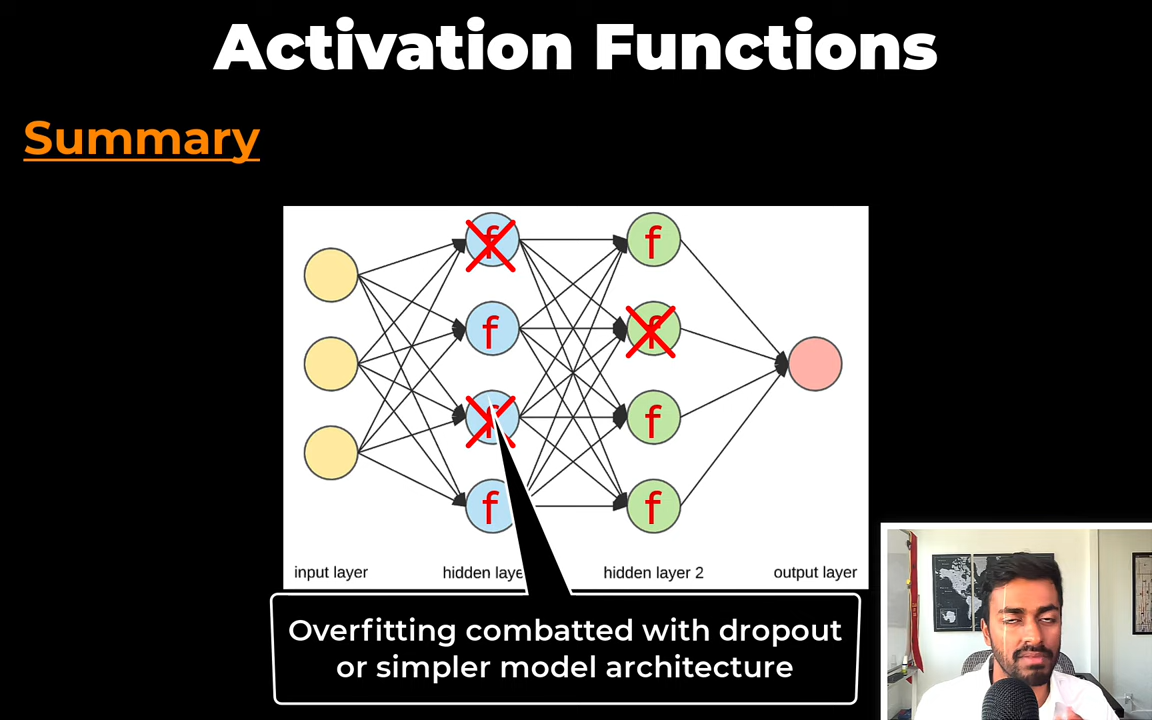 Activation Functions
Summary
f f
f f
f f
f f
input layer hidden laye hidden layer 2 output layer
Overfitting combatted with dropout
or simpler model architecture